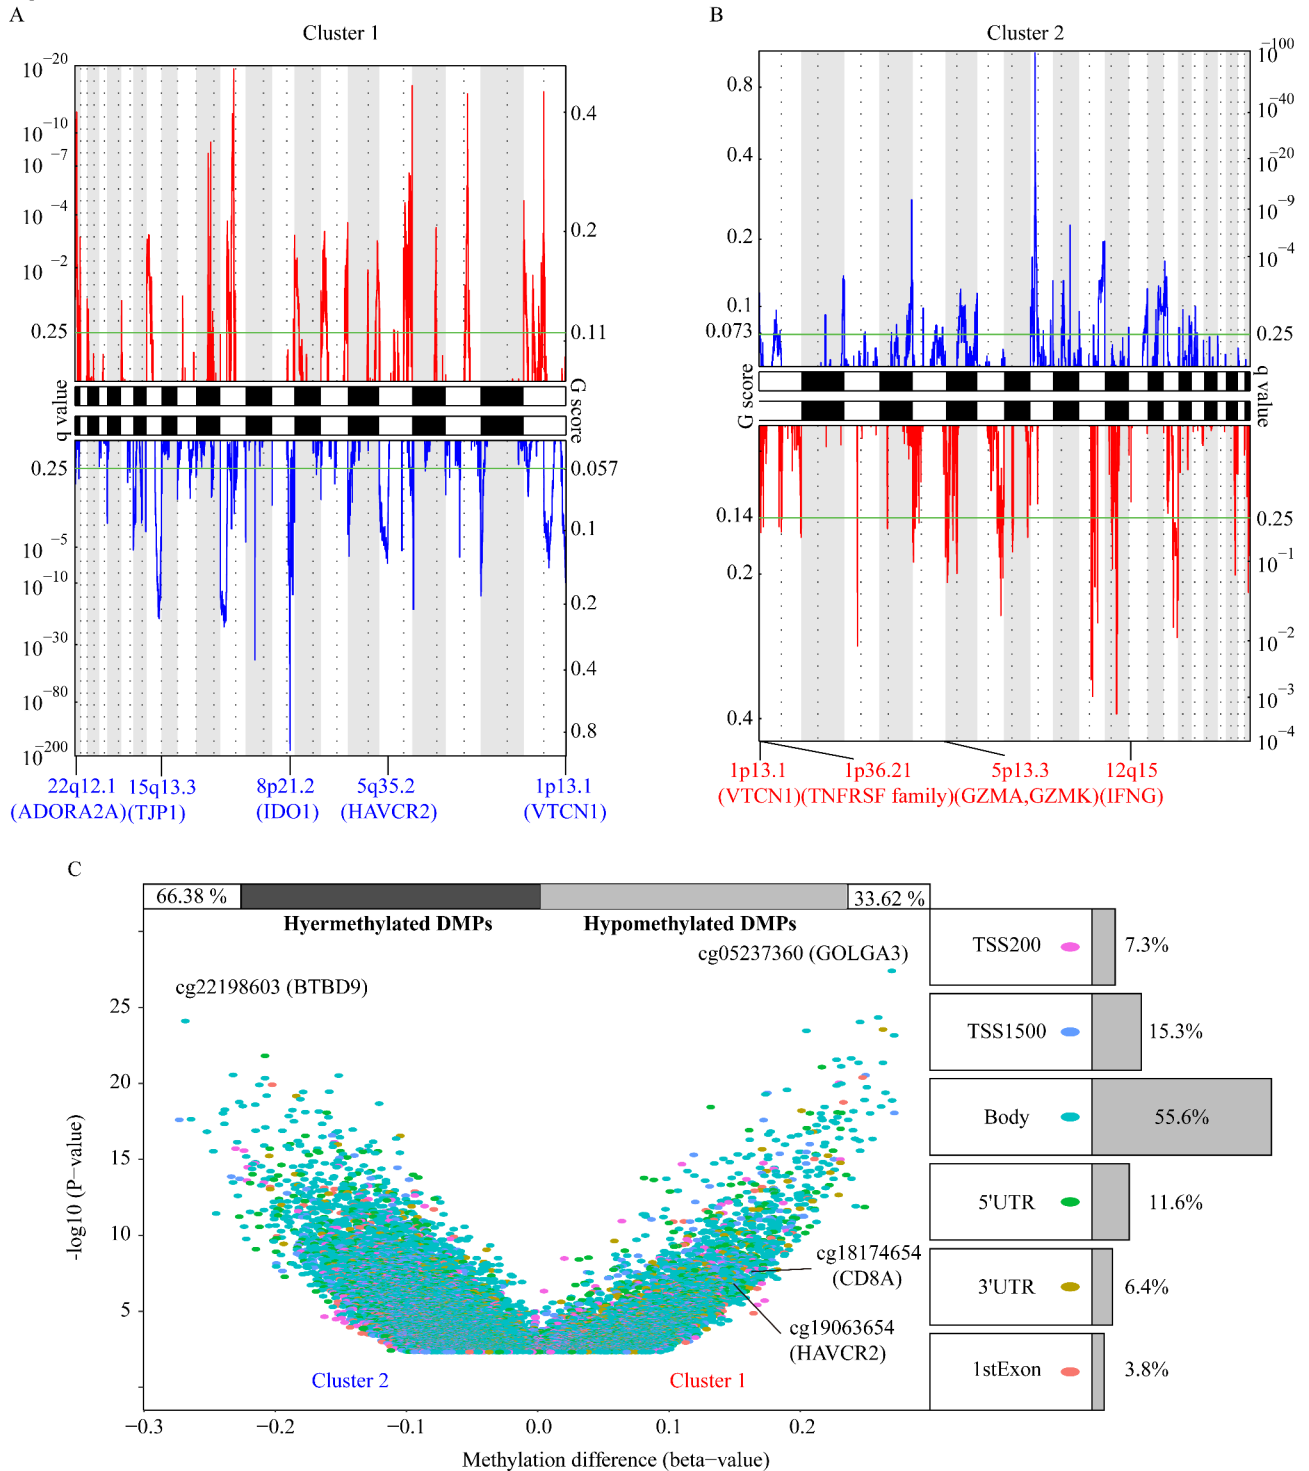 A
Cluster 1
10−20
10−10
10−7
10−4
10−2
0.25
0.4
0.2
0.11
q value
G score
0.25
10−5
10−10
10−30
10−80
10−200
0.057
0.1
0.2
0.4
0.8
22q12.1 15q13.3 8p21.2 5q35.2 1p13.1
(ADORA2A)(TJP1) (IDO1) (HAVCR2) (VTCN1)
B
Cluster 2
0.8
0.4
0.2
0.1
0.073
10−100
10−40
10−20
10−9
10−4
0.25
G score
q value
0.14
0.2
0.4
0.25
10−1
10−2
10−3
10−4
1p13.1 1p36.21 5p13.3 12q15
(VTCN1)(TNFRSF family)(GZMA,GZMK)(IFNG)
C
66.38 %
33.62 %
Hyermethylated DMPs
Hypomethylated DMPs
cg05237360 (GOLGA3)
cg22198603 (BTBD9)
25
20
15
10
5
-log10 (P−value)
cg18174654
(CD8A)
cg19063654
(HAVCR2)
Cluster 2
Cluster 1
−0.3 −0.2 −0.1 0.0 0.1 0.2
Methylation difference (beta−value)
TSS200 7.3%
TSS1500 15.3%
Body 55.6%
5'UTR 11.6%
3'UTR 6.4%
1stExon 3.8%